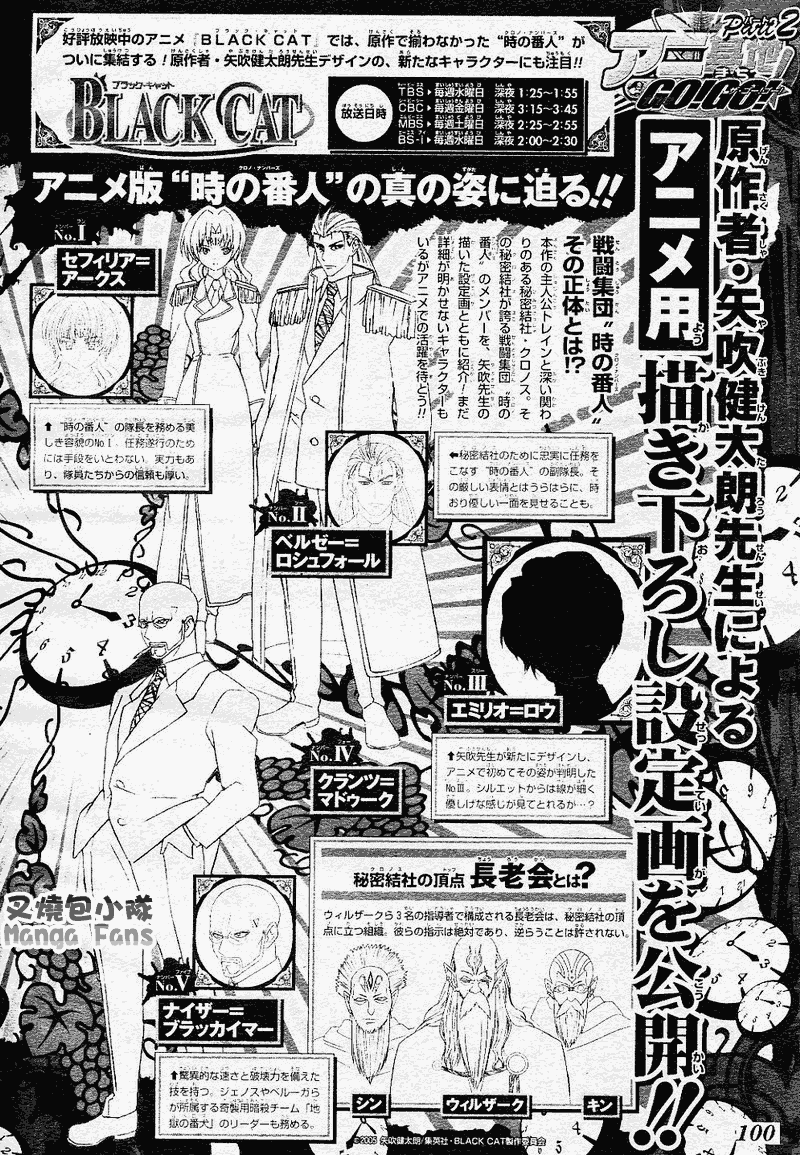 好評放映中のアニメ『BLACK CAT』では、原作で揃わなかった“時の番人”が
ついに集結する!原作者・矢吹健太朗先生デザインの、新たなキャラクターにも注目!!
ブラック・キャット
BLACK CAT
放送日時
TBS▶毎週水曜日 深夜1:25~1:55
CBC▶毎週金曜日 深夜3:15~3:45
MBS▶毎週土曜日 深夜2:25~2:55
BS-i▶毎週木曜日 深夜2:00~2:30
Part2
アニ基地
GO!GO!
原作者・矢吹健太朗先生による
アニメ用描き下ろし設定画を公開!!
アニメ版“時の番人”の真の姿に迫る!!
戦闘集団“時の番人”
その正体とは!?
本作の主人公トレインと深い関わ
りのある秘密結社・クロノス。そ
の秘密結社が誇る戦闘集団“時の
番人”のメンバーを、矢吹先生の
描いた設定画とともに紹介!まだ
詳細が明かせないキャラクターも
いるがアニメでの活躍を待とう!!
No.I
セフィリア=
アークス
⬆“時の番人”の隊長を務める美
しき容貌のNo I。任務遂行のため
には手段をいとわない。実力もあ
り、隊員たちからの信頼も厚い。
No.II
ベルゼー=
ロシュフォール
⬅秘密結社のために忠実に任務を
こなす“時の番人”の副隊長。そ
の厳しい表情とはうらはらに、時
おり優しい一面を見せることも。
No.III
エミリオ=ロウ
⬆矢吹先生が新たにデザインし、
アニメで初めてその姿が判明した
No III。シルエットからは線が細く
優しげな感じが見てとれるが…?
No.IV
クランツ=
マドゥーク
No.V
ナイザー=
ブラッカイマー
⬆驚異的な速さと破壊力を備えた
技を持つ。ジェノスやベルーガら
が所属する奇襲用暗殺チーム「地
獄の番犬」のリーダーも務める。
秘密結社の頂点 長老会とは?
ウィルザークら3名の指導者で構成される長老会は、秘密結社の頂
点に立つ組織。彼らの指示は絶対であり、逆らうことは許されない。
シン
ウィルザーク
キン
叉燒包小隊
Manga Fans
©2005 矢吹健太朗/集英社・BLACK CAT製作委員会
100